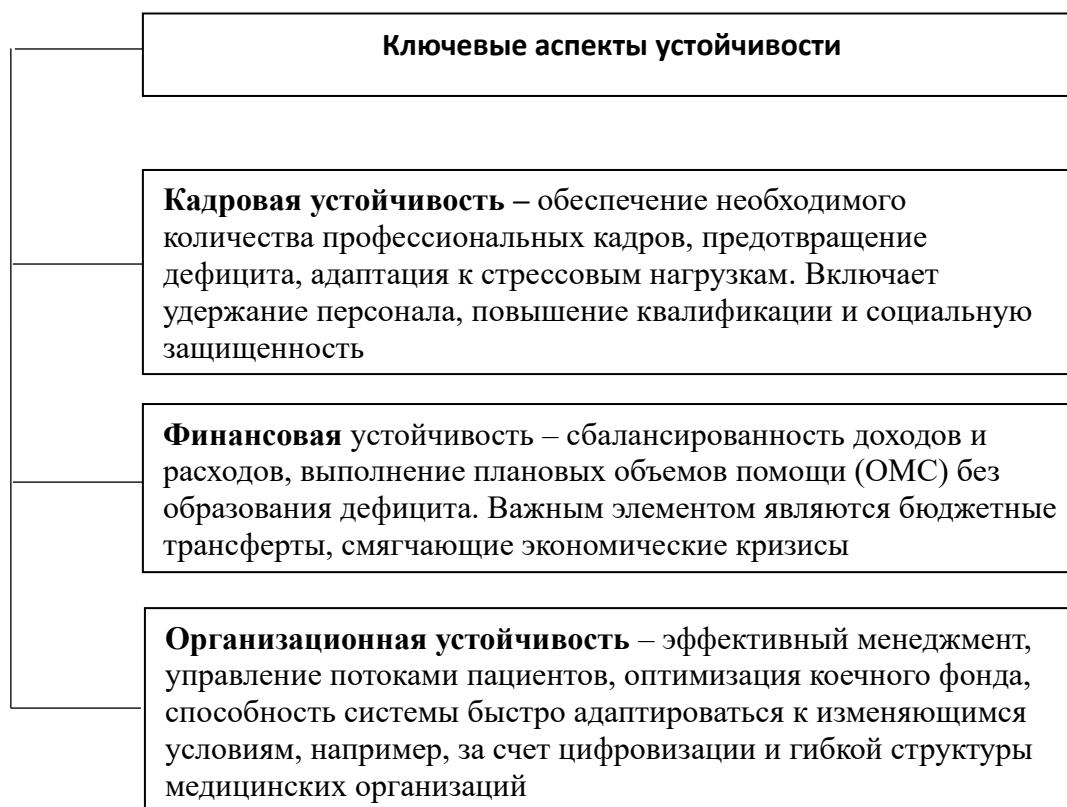 Ключевые аспекты устойчивости
Кадровая устойчивость – обеспечение необходимого
количества профессиональных кадров, предотвращение
дефицита, адаптация к стрессовым нагрузкам. Включает
удержание персонала, повышение квалификации и социальную
защищенность
Финансовая устойчивость – сбалансированность доходов и
расходов, выполнение плановых объемов помощи (ОМС) без
образования дефицита. Важным элементом являются бюджетные
трансферты, смягчающие экономические кризисы
Организационная устойчивость – эффективный менеджмент,
управление потоками пациентов, оптимизация коечного фонда,
способность системы быстро адаптироваться к изменяющимся
условиям, например, за счет цифровизации и гибкой структуры
медицинских организаций